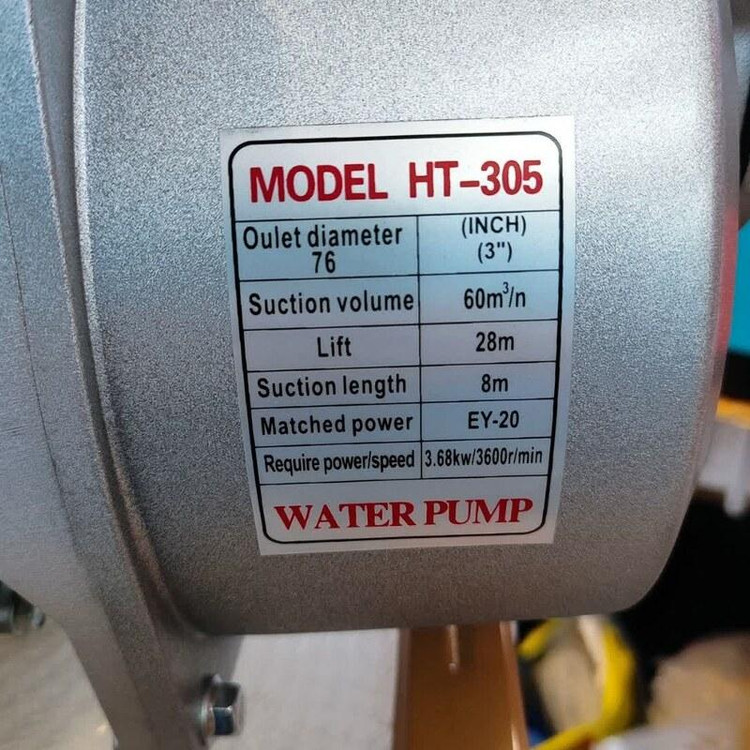 MODEL HT-305
Oulet diameter 76
(INCH) (3")
Suction volume 60m³/n
Lift 28m
Suction length 8m
Matched power EY-20
Require power/speed 3.68kw/3600r/min
WATER PUMP